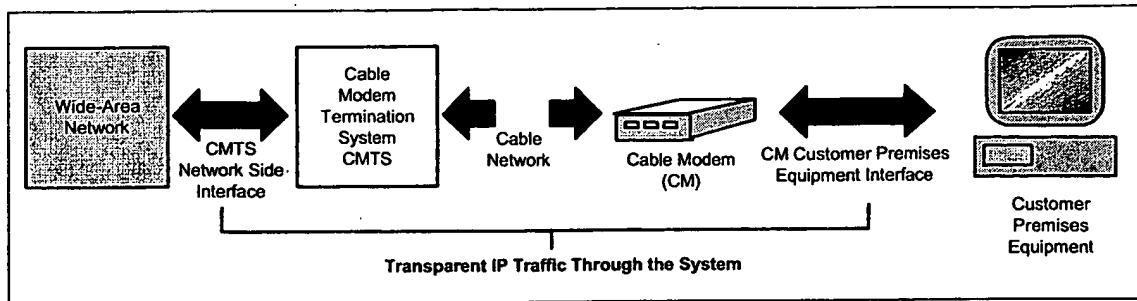 Wide-Area
Network
CMTS
Network Side
Interface
Cable
Modem
Termination
System
CMTS
Cable
Network
Cable Modem
(CM)
CM Customer Premises
Equipment Interface
Customer
Premises
Equipment
Transparent IP Traffic Through the System